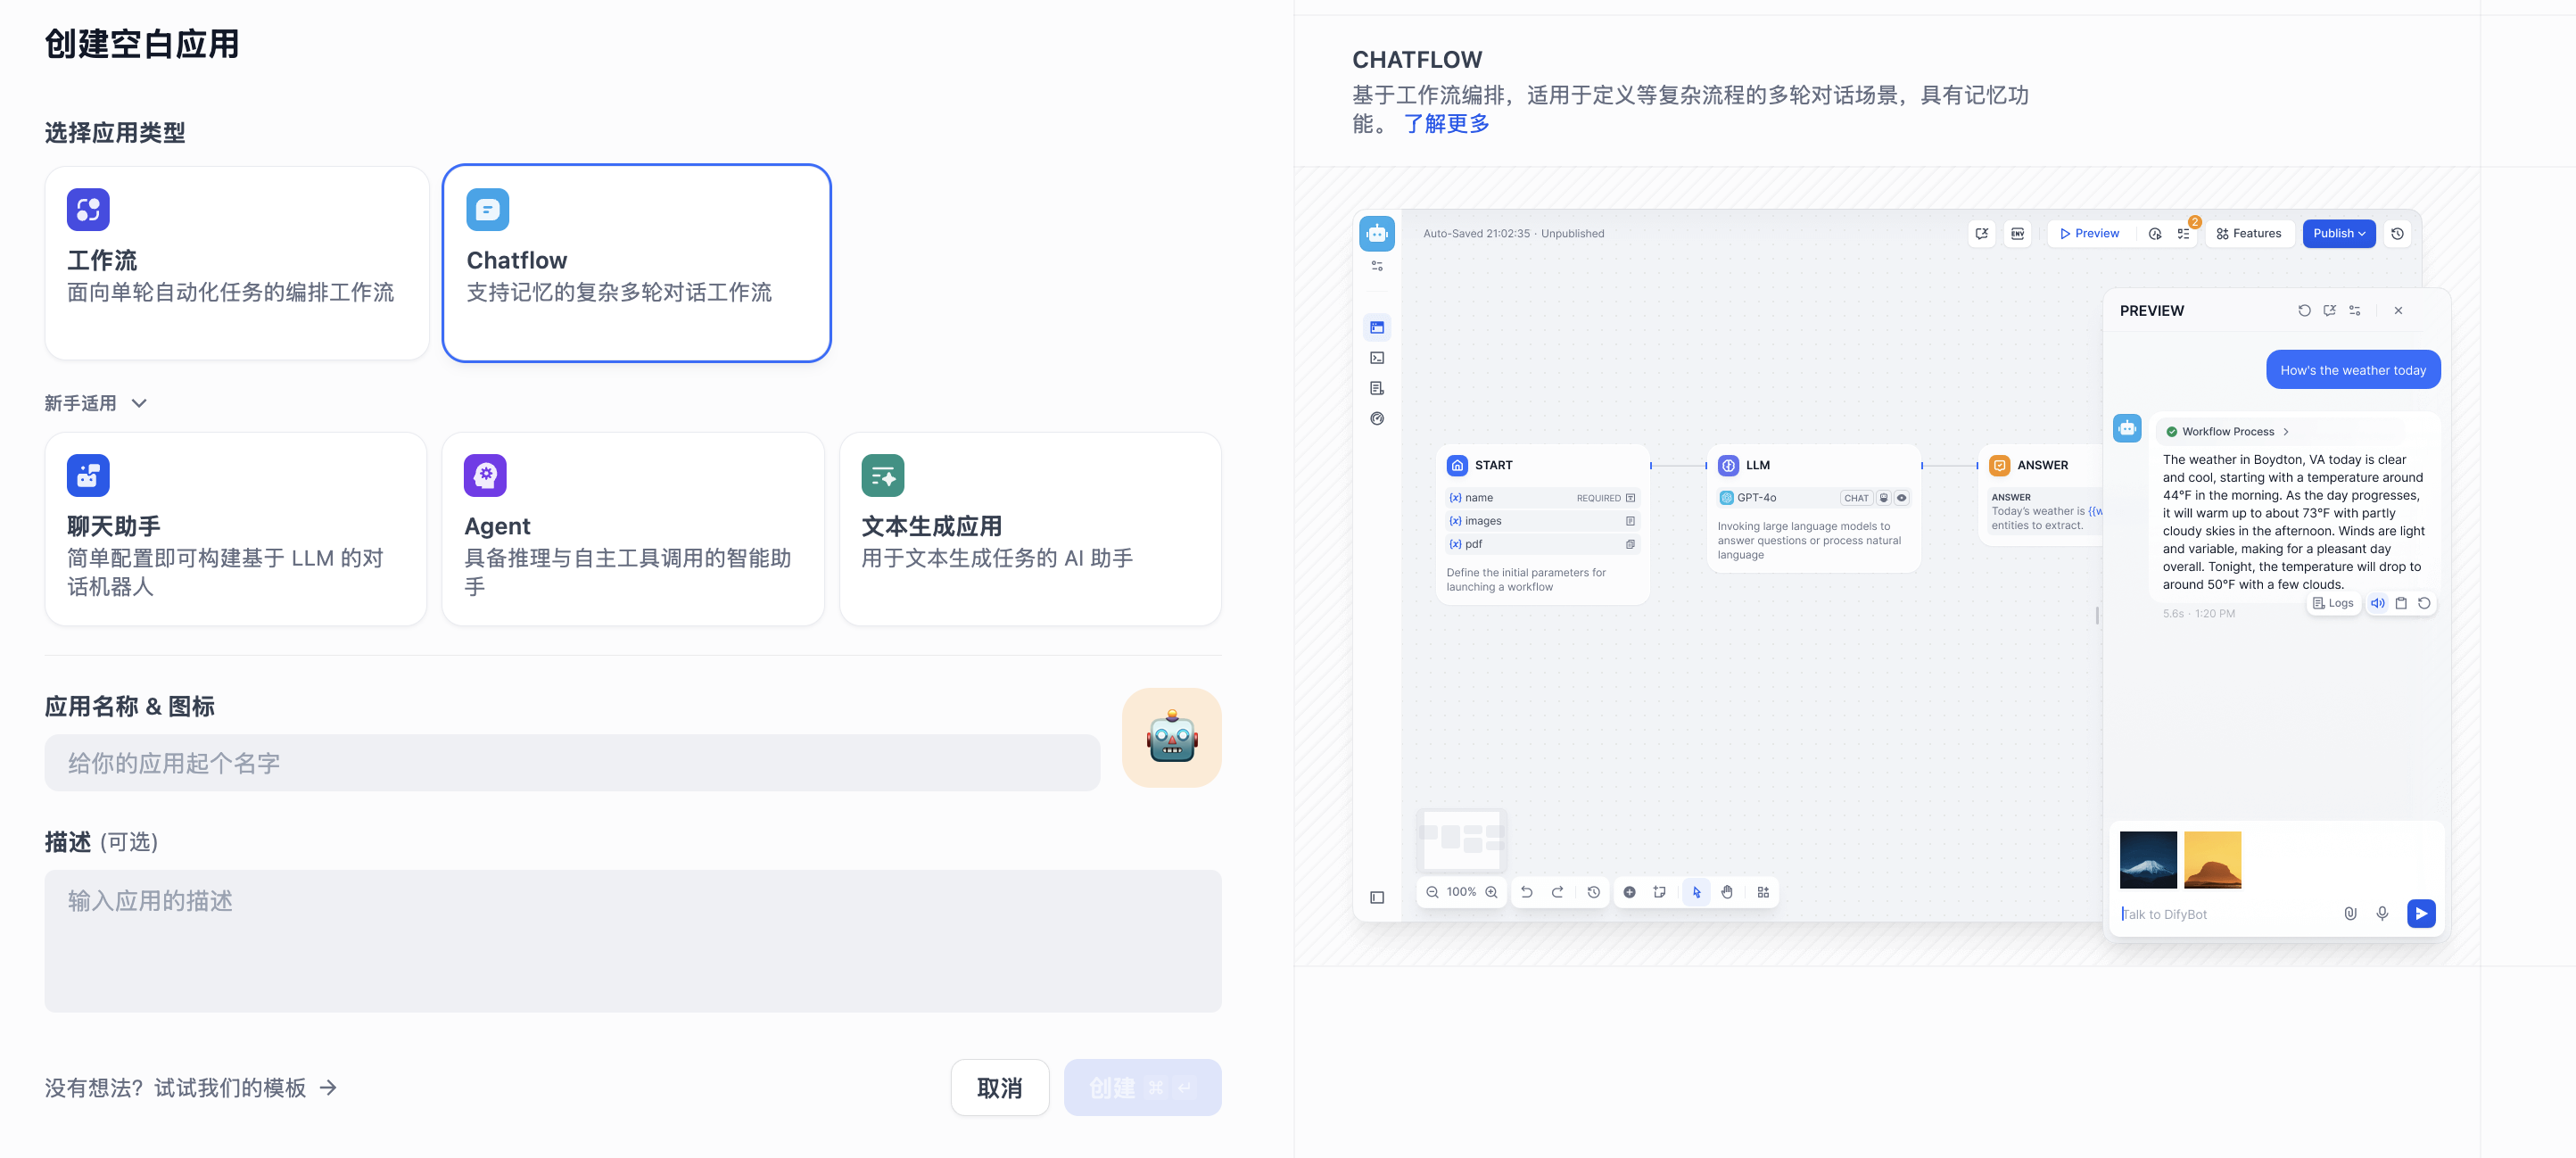 创建空白应用
选择应用类型
工作流
面向单轮自动化任务的编排工作流
Chatflow
支持记忆的复杂多轮对话工作流
新手适用
聊天助手
简单配置即可构建基于 LLM 的对
话机器人
Agent
具备推理与自主工具调用的智能助
手
文本生成应用
用于文本生成任务的 AI 助手
应用名称 & 图标
给你的应用起个名字
描述 (可选)
输入应用的描述
没有想法？试试我们的模板 →
取消
创建 ⌘ ↵
CHATFLOW
基于工作流编排，适用于定义等复杂流程的多轮对话场景，具有记忆功
能。 了解更多
Auto-Saved 21:02:35 · Unpublished
ENV
Preview
2
Features
Publish
START
{x} name REQUIRED
{x} images
{x} pdf
Define the initial parameters for
launching a workflow
LLM
GPT-4o CHAT
Invoking large language models to
answer questions or process natural
language
ANSWER
ANSWER
Today's weather is {{w
entities to extract.
PREVIEW
How's the weather today
Workflow Process
The weather in Boydton, VA today is clear
and cool, starting with a temperature around
44°F in the morning. As the day progresses,
it will warm up to about 73°F with partly
cloudy skies in the afternoon. Winds are light
and variable, making for a pleasant day
overall. Tonight, the temperature will drop to
around 50°F with a few clouds.
Logs
5.6s · 1:20 PM
Talk to DifyBot
100%